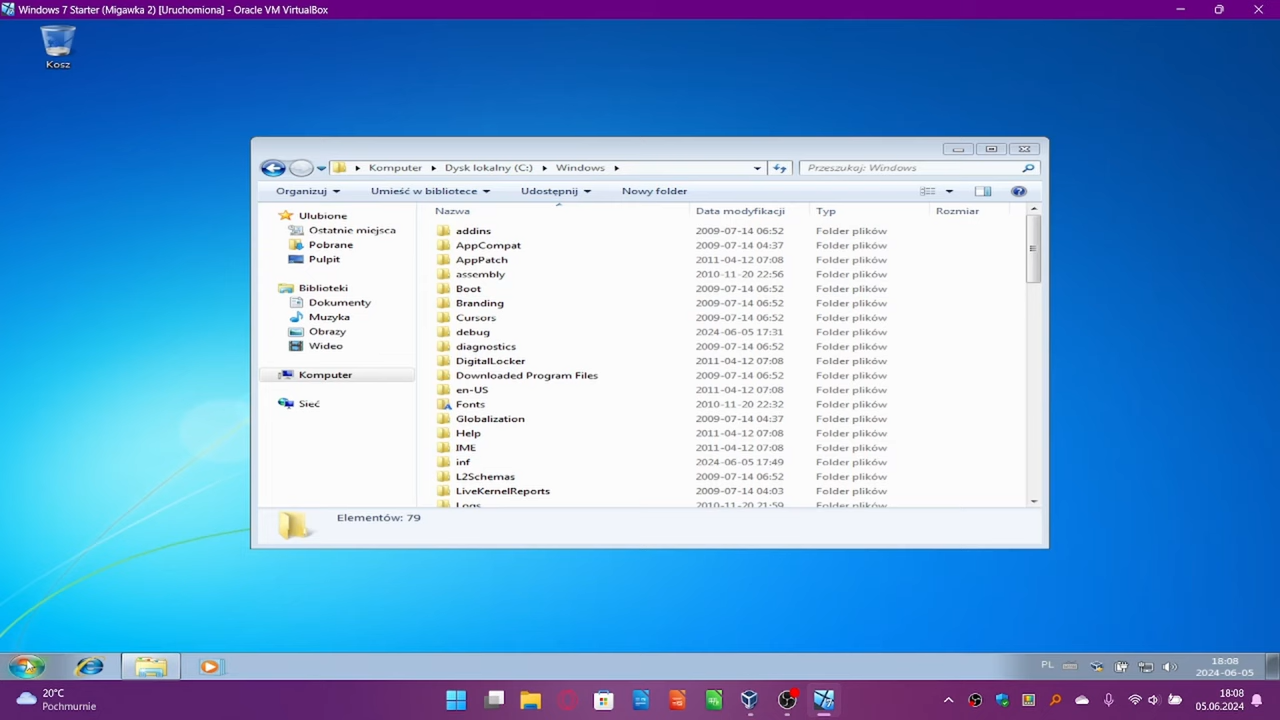 Windows 7 Starter (Migawka 2) [Uruchomiona] - Oracle VM VirtualBox
Kosz
Komputer Dysk lokalny (C:) Windows Przeszukaj: Windows
Organizuj Umieść w bibliotece Udostępnij Nowy folder
Ulubione
Ostatnie miejsca
Pobrane
Pulpit
Biblioteki
Dokumenty
Muzyka
Obrazy
Wideo
Komputer
Sieć
Nazwa Data modyfikacji Typ Rozmiar
addins 2009-07-14 06:52 Folder plików
AppCompat 2009-07-14 04:37 Folder plików
AppPatch 2011-04-12 07:08 Folder plików
assembly 2010-11-20 22:56 Folder plików
Boot 2009-07-14 06:52 Folder plików
Branding 2009-07-14 06:52 Folder plików
Cursors 2009-07-14 06:52 Folder plików
debug 2024-06-05 17:31 Folder plików
diagnostics 2009-07-14 06:52 Folder plików
DigitalLocker 2011-04-12 07:08 Folder plików
Downloaded Program Files 2009-07-14 06:52 Folder plików
en-US 2011-04-12 07:08 Folder plików
Fonts 2010-11-20 22:32 Folder plików
Globalization 2009-07-14 04:37 Folder plików
Help 2011-04-12 07:08 Folder plików
IME 2011-04-12 07:08 Folder plików
inf 2024-06-05 17:49 Folder plików
L2Schemas 2009-07-14 06:52 Folder plików
LiveKernelReports 2009-07-14 04:03 Folder plików
Logs 2010-11-20 21:59 Folder plików
Elementów: 79
PL
18:08
2024-06-05
20°C
Pochmurnie
18:08
05.06.2024